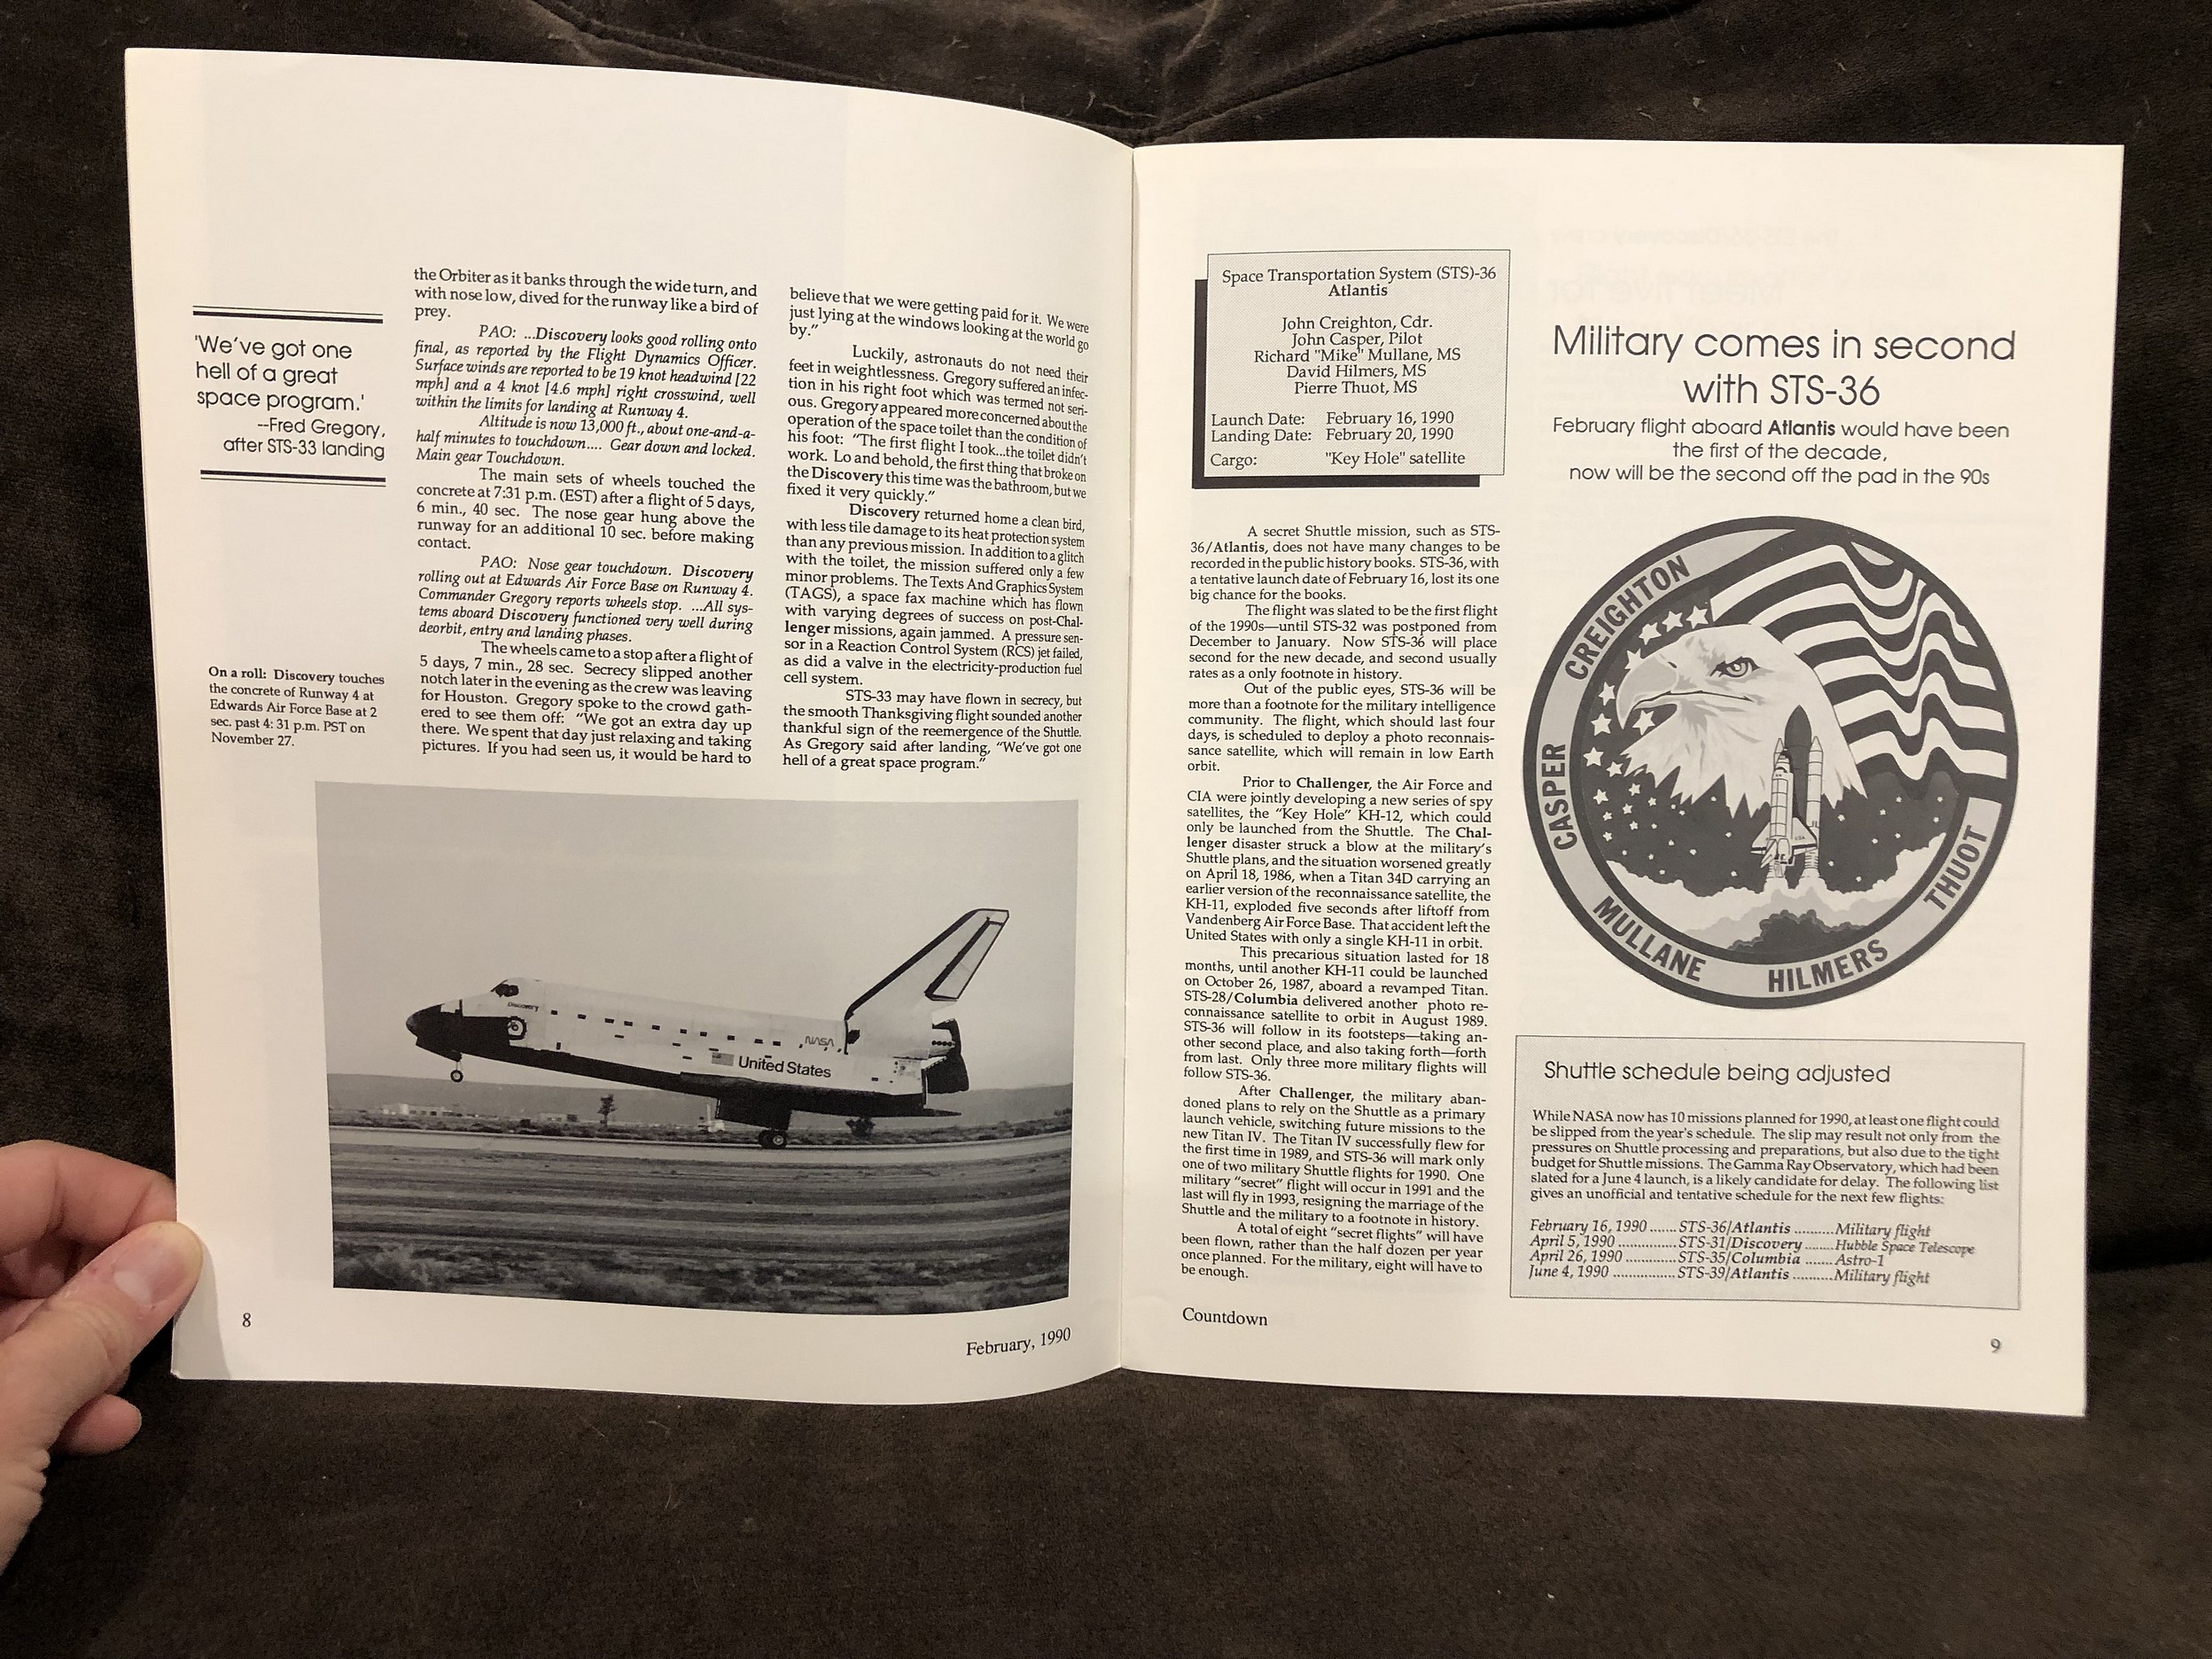 'We've got one
hell of a great
space program.'
--Fred Gregory,
after STS-33 landing
the Orbiter as it banks through the wide turn, and
with nose low, dived for the runway like a bird of
prey.
PAO: ...Discovery looks good rolling onto
final, as reported by the Flight Dynamics Officer.
Surface winds are reported to be 19 knot headwind [22
mph] and a 4 knot [4.6 mph] right crosswind, well
within the limits for landing at Runway 4.
Altitude is now 13,000 ft., about one-and-a-
half minutes to touchdown.... Gear down and locked.
Main gear Touchdown.
The main sets of wheels touched the
concrete at 7:31 p.m. (EST) after a flight of 5 days,
6 min., 40 sec. The nose gear hung above the
runway for an additional 10 sec. before making
contact.
PAO: Nose gear touchdown. Discovery
rolling out at Edwards Air Force Base on Runway 4.
Commander Gregory reports wheels stop. ...All sys-
tems aboard Discovery functioned very well during
deorbit, entry and landing phases.
The wheels came to a stop after a flight of
5 days, 7 min., 28 sec. Secrecy slipped another
notch later in the evening as the crew was leaving
for Houston. Gregory spoke to the crowd gath-
ered to see them off: "We got an extra day up
there. We spent that day just relaxing and taking
pictures. If you had seen us, it would be hard to
believe that we were getting paid for it. We were
just lying at the windows looking at the world go
by."
Luckily, astronauts do not need their
feet in weightlessness. Gregory suffered an infec-
tion in his right foot which was termed not seri-
ous. Gregory appeared more concerned about the
operation of the space toilet than the condition of
his foot: "The first flight I took...the toilet didn't
work. Lo and behold, the first thing that broke on
the Discovery this time was the bathroom, but we
fixed it very quickly."
Discovery returned home a clean bird,
with less tile damage to its heat protection system
than any previous mission. In addition to a glitch
with the toilet, the mission suffered only a few
minor problems. The Texts And Graphics System
(TAGS), a space fax machine which has flown
with varying degrees of success on post-Chal-
lenger missions, again jammed. A pressure sen-
sor in a Reaction Control System (RCS) jet failed,
as did a valve in the electricity-production fuel
cell system.
STS-33 may have flown in secrecy, but
the smooth Thanksgiving flight sounded another
thankful sign of the reemergence of the Shuttle.
As Gregory said after landing, "We've got one
hell of a great space program."
On a roll: Discovery touches
the concrete of Runway 4 at
Edwards Air Force Base at 2
sec. past 4: 31 p.m. PST on
November 27.
Discovery
NASA
United States
8
February, 1990
Space Transportation System (STS)-36
Atlantis
John Creighton, Cdr.
John Casper, Pilot
Richard "Mike" Mullane, MS
David Hilmers, MS
Pierre Thuot, MS
Launch Date: February 16, 1990
Landing Date: February 20, 1990
Cargo: "Key Hole" satellite
Military comes in second
with STS-36
February flight aboard Atlantis would have been
the first of the decade,
now will be the second off the pad in the 90s
A secret Shuttle mission, such as STS-
36/Atlantis, does not have many changes to be
recorded in the public history books. STS-36, with
a tentative launch date of February 16, lost its one
big chance for the books.
The flight was slated to be the first flight
of the 1990s—until STS-32 was postponed from
December to January. Now STS-36 will place
second for the new decade, and second usually
rates as a only footnote in history.
Out of the public eyes, STS-36 will be
more than a footnote for the military intelligence
community. The flight, which should last four
days, is scheduled to deploy a photo reconnais-
sance satellite, which will remain in low Earth
orbit.
Prior to Challenger, the Air Force and
CIA were jointly developing a new series of spy
satellites, the "Key Hole" KH-12, which could
only be launched from the Shuttle. The Chal-
lenger disaster struck a blow at the military's
Shuttle plans, and the situation worsened greatly
on April 18, 1986, when a Titan 34D carrying an
earlier version of the reconnaissance satellite, the
KH-11, exploded five seconds after liftoff from
Vandenberg Air Force Base. That accident left the
United States with only a single KH-11 in orbit.
This precarious situation lasted for 18
months, until another KH-11 could be launched
on October 26, 1987, aboard a revamped Titan.
STS-28/Columbia delivered another photo re-
connaissance satellite to orbit in August 1989.
STS-36 will follow in its footsteps—taking an-
other second place, and also taking forth—forth
from last. Only three more military flights will
follow STS-36.
After Challenger, the military aban-
doned plans to rely on the Shuttle as a primary
launch vehicle, switching future missions to the
new Titan IV. The Titan IV successfully flew for
the first time in 1989, and STS-36 will mark only
one of two military Shuttle flights for 1990. One
military "secret" flight will occur in 1991 and the
last will fly in 1993, resigning the marriage of the
Shuttle and the military to a footnote in history.
A total of eight "secret flights" will have
been flown, rather than the half dozen per year
once planned. For the military, eight will have to
be enough.
CREIGHTON
CASPER
MULLANE
HILMERS
THUOT
USA
Shuttle schedule being adjusted
While NASA now has 10 missions planned for 1990, at least one flight could
be slipped from the year's schedule. The slip may result not only from the
pressures on Shuttle processing and preparations, but also due to the tight
budget for Shuttle missions. The Gamma Ray Observatory, which had been
slated for a June 4 launch, is a likely candidate for delay. The following list
gives an unofficial and tentative schedule for the next few flights:
February 16, 1990 ....... STS-36/Atlantis ..........Military flight
April 5, 1990 ............... STS-31/Discovery .......Hubble Space Telescope
April 26, 1990 ............. STS-35/Columbia .......Astro-1
June 4, 1990 ................ STS-39/Atlantis ..........Military flight
Countdown
9